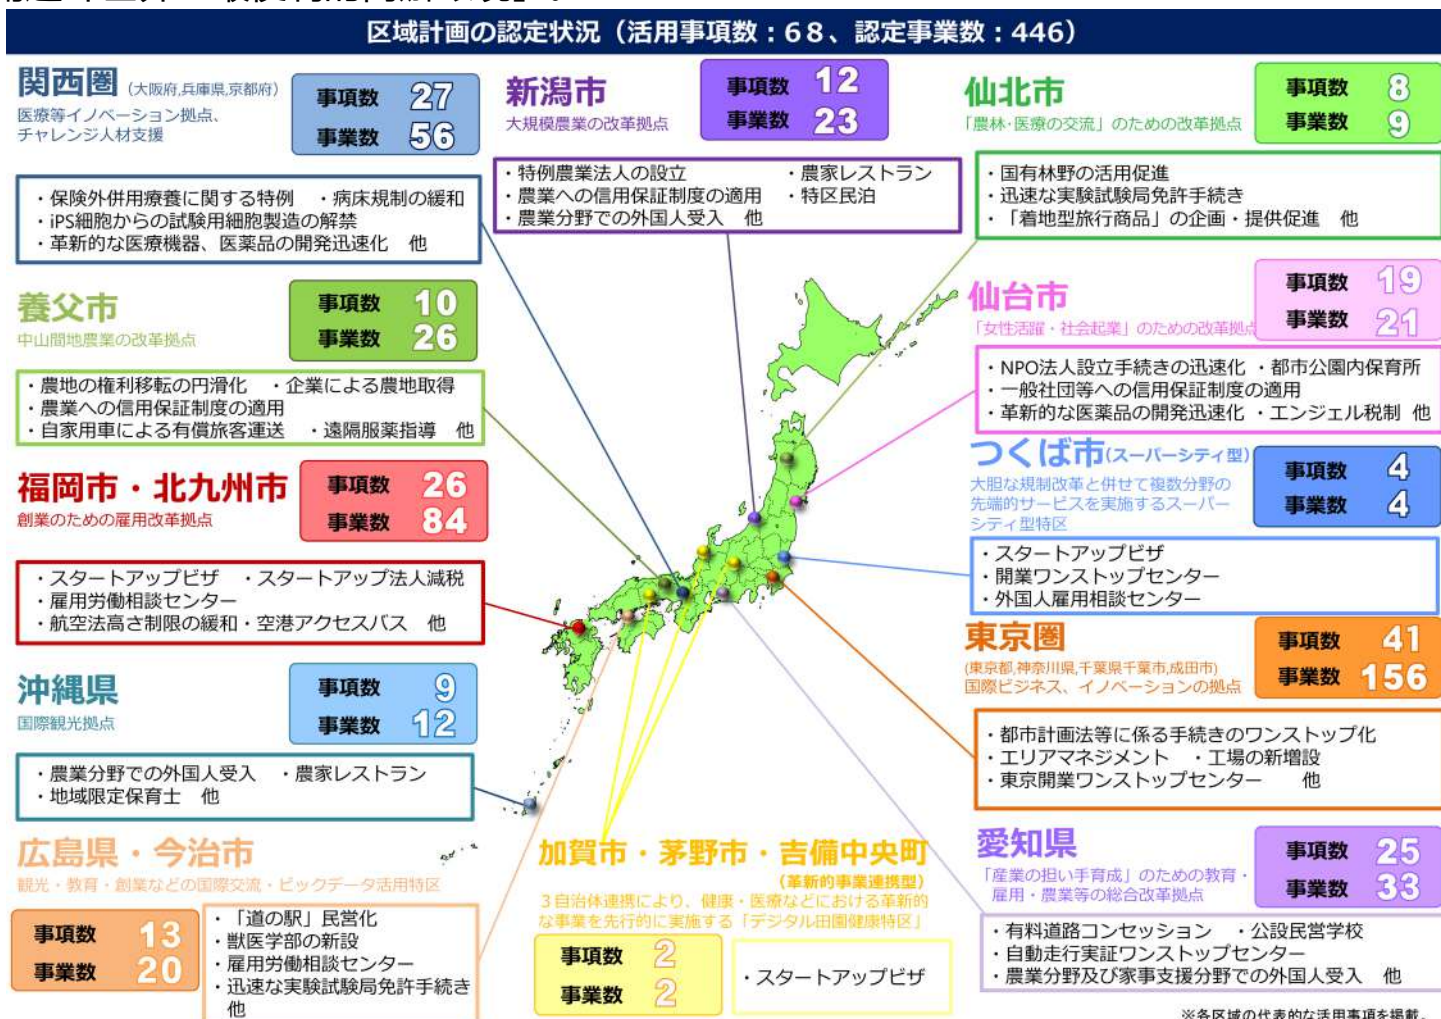 区域計画の認定状況（活用事項数：６８、認定事業数：446）
関西圏 (大阪府,兵庫県,京都府)
医療等イノベーション拠点、
チャレンジ人材支援
事項数 27
事業数 56
・保険外併用療養に関する特例 ・病床規制の緩和
・iPS細胞からの試験用細胞製造の解禁
・革新的な医療機器、医薬品の開発迅速化 他
新潟市
大規模農業の改革拠点
事項数 12
事業数 23
・特例農業法人の設立 ・農家レストラン
・農業への信用保証制度の適用 ・特区民泊
・農業分野での外国人受入 他
仙北市
「農林・医療の交流」のための改革拠点
事項数 8
事業数 9
・国有林野の活用促進
・迅速な実験試験局免許手続き
・「着地型旅行商品」の企画・提供促進 他
養父市
中山間地農業の改革拠点
事項数 10
事業数 26
・農地の権利移転の円滑化 ・企業による農地取得
・農業への信用保証制度の適用
・自家用車による有償旅客運送 ・遠隔服薬指導 他
仙台市
「女性活躍・社会起業」のための改革拠点
事項数 19
事業数 21
・NPO法人設立手続きの迅速化 ・都市公園内保育所
・一般社団等への信用保証制度の適用
・革新的な医薬品の開発迅速化 ・エンジェル税制 他
福岡市・北九州市
創業のための雇用改革拠点
事項数 26
事業数 84
・スタートアップビザ ・スタートアップ法人減税
・雇用労働相談センター
・航空法高さ制限の緩和・空港アクセスバス 他
つくば市(スーパーシティ型)
大胆な規制改革と併せて複数分野の
先端的サービスを実施するスーパー
シティ型特区
事項数 4
事業数 4
・スタートアップビザ
・開業ワンストップセンター
・外国人雇用相談センター
東京圏
(東京都,神奈川県,千葉県千葉市,成田市)
国際ビジネス、イノベーションの拠点
事項数 41
事業数 156
・都市計画法等に係る手続きのワンストップ化
・エリアマネジメント ・工場の新増設
・東京開業ワンストップセンター 他
沖縄県
国際観光拠点
事項数 9
事業数 12
・農業分野での外国人受入 ・農家レストラン
・地域限定保育士 他
広島県・今治市
観光・教育・創業などの国際交流・ビックデータ活用特区
事項数 13
事業数 20
・「道の駅」民営化
・獣医学部の新設
・雇用労働相談センター
・迅速な実験試験局免許手続き
他
加賀市・茅野市・吉備中央町
(革新的事業連携型)
３自治体連携により、健康・医療などにおける革新的
な事業を先行的に実施する「デジタル田園健康特区」
事項数 2
事業数 2
・スタートアップビザ
愛知県
「産業の担い手育成」のための教育・
雇用・農業等の総合改革拠点
事項数 25
事業数 33
・有料道路コンセッション ・公設民営学校
・自動走行実証ワンストップセンター
・農業分野及び家事支援分野での外国人受入 他
※各区域の代表的な活用事項を掲載。